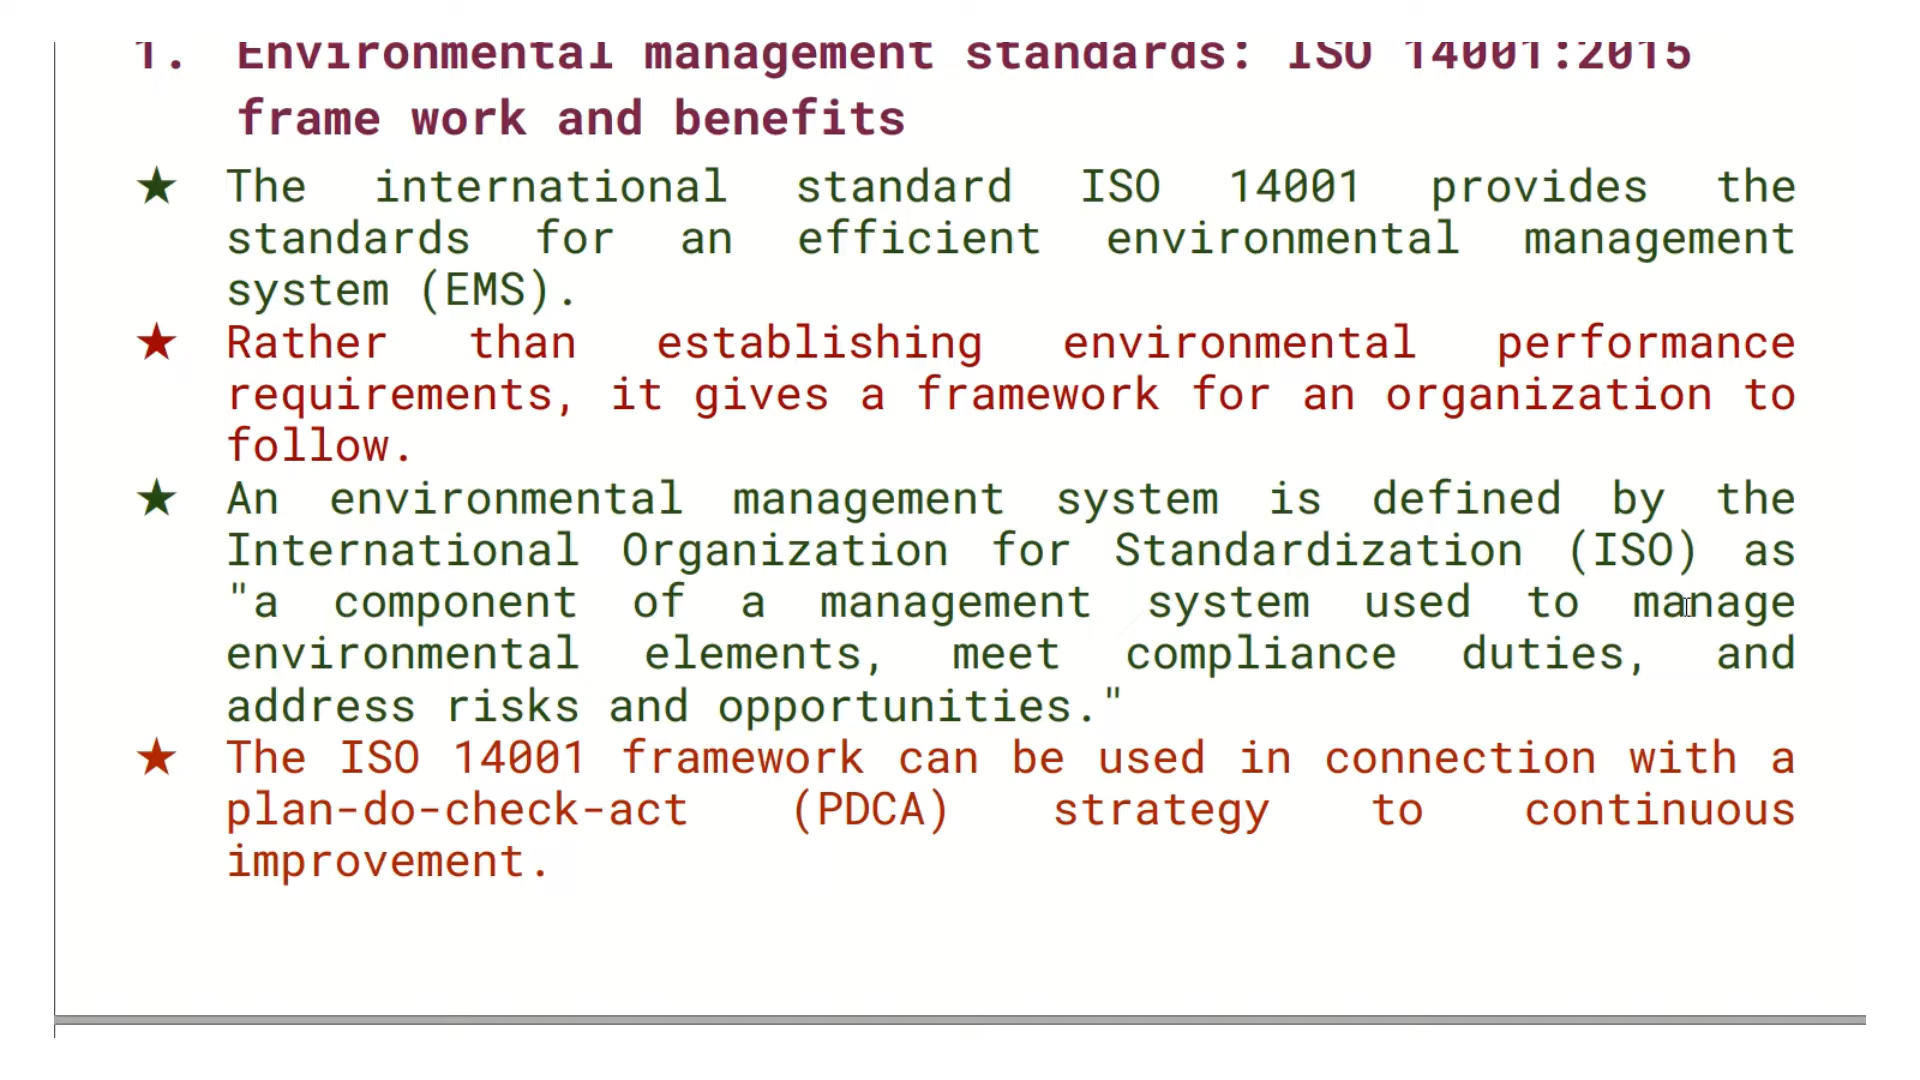 1. Environmental management standards: ISO 14001:2015
frame work and benefits
★ The international standard ISO 14001 provides the
standards for an efficient environmental management
system (EMS).
★ Rather than establishing environmental performance
requirements, it gives a framework for an organization to
follow.
★ An environmental management system is defined by the
International Organization for Standardization (ISO) as
"a component of a management system used to manage
environmental elements, meet compliance duties, and
address risks and opportunities."
★ The ISO 14001 framework can be used in connection with a
plan-do-check-act (PDCA) strategy to continuous
improvement.